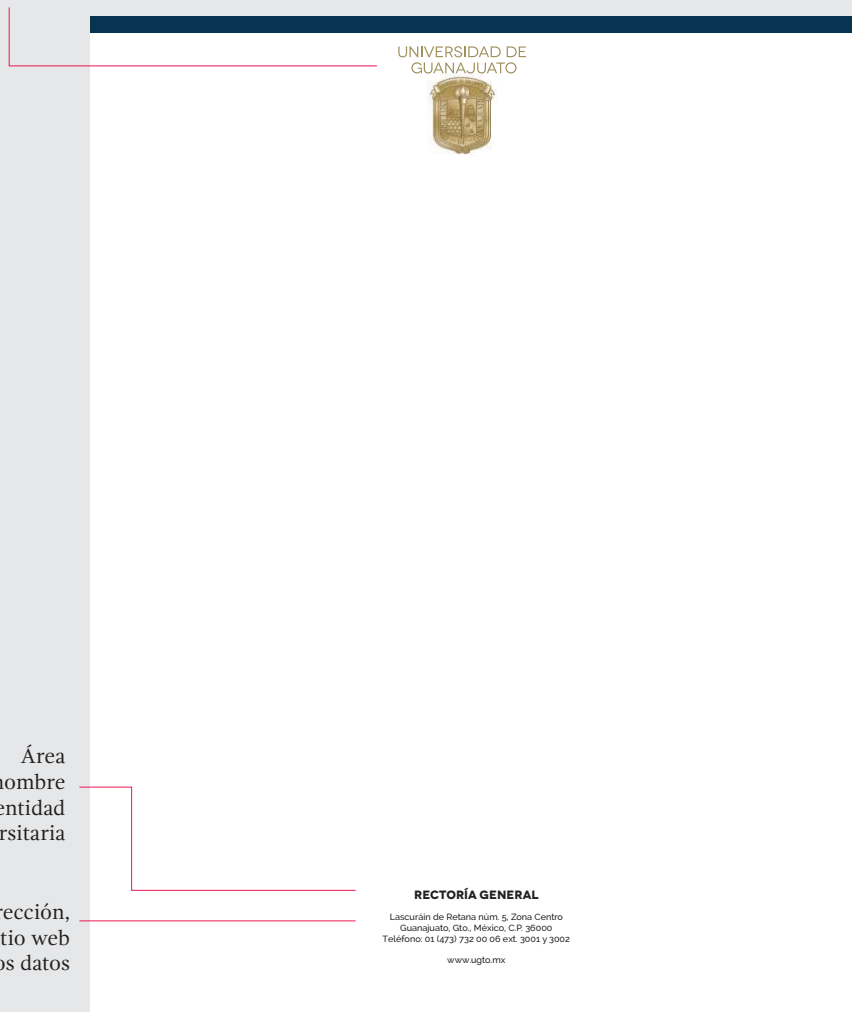 UNIVERSIDAD DE
GUANAJUATO
Área
nombre
entidad
rsitaria
RECTORÍA GENERAL
rección,
tio web
os datos
Lascuráin de Retana núm. 5, Zona Centro
Guanajuato, Gto., México, C.P. 36000
Teléfono: 01 (473) 732 00 06 ext. 3001 y 3002
www.ugto.mx